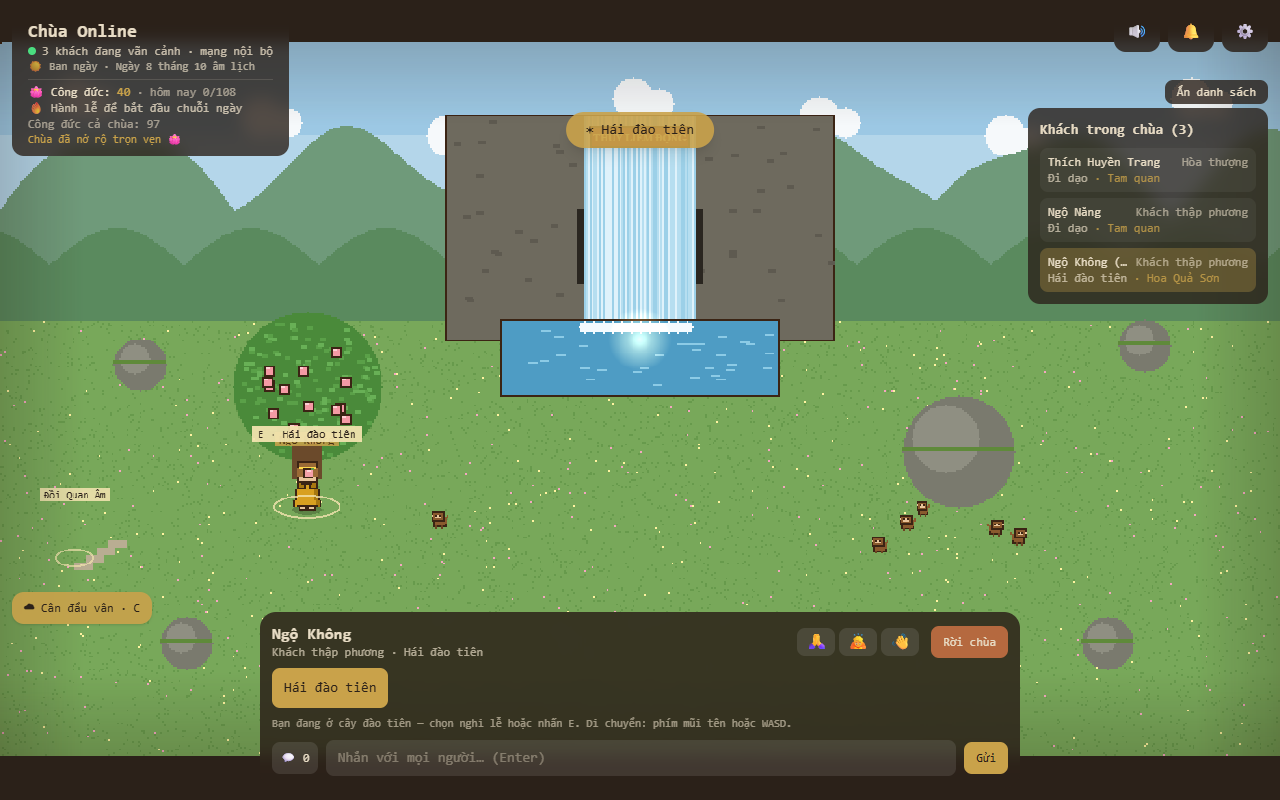 Chùa Online
3 khách đang vãn cảnh · mạng nội bộ
Ban ngày · Ngày 8 tháng 10 âm lịch
Công đức: 40 · hôm nay 0/108
Hành lễ để bắt đầu chuỗi ngày
Công đức cả chùa: 97
Chùa đã nở rộ trọn vẹn
* Hái đào tiên
Ẩn danh sách
Khách trong chùa (3)
Thích Huyền Trang Hòa thượng
Đi dạo · Tam quan
Ngộ Năng Khách thập phương
Đi dạo · Tam quan
Ngộ Không (… Khách thập phương
Hái đào tiên · Hoa Quả Sơn
E · Hái đào tiên
Đồi Quan Âm
Cân đẩu vân · C
Ngộ Không
Khách thập phương · Hái đào tiên
Rời chùa
Hái đào tiên
Bạn đang ở cây đào tiên — chọn nghi lễ hoặc nhấn E. Di chuyển: phím mũi tên hoặc WASD.
0
Nhắn với mọi người… (Enter)
Gửi